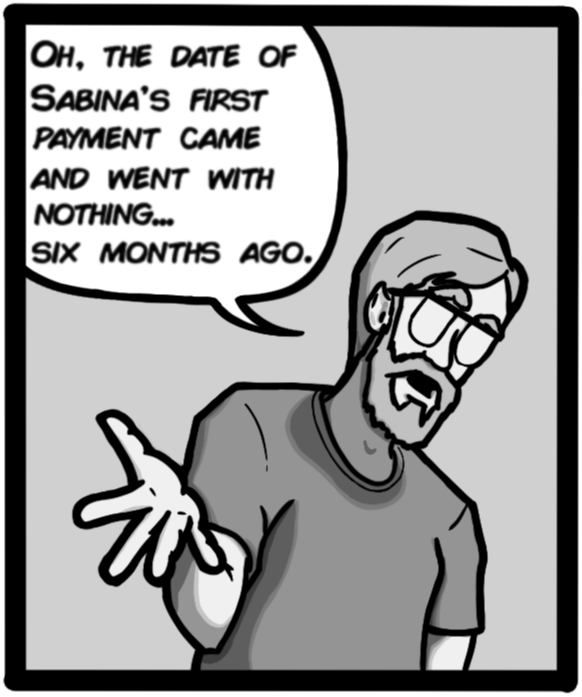 Oh, the date of
Sabina's first
payment came
and went with
nothing...
six months ago.